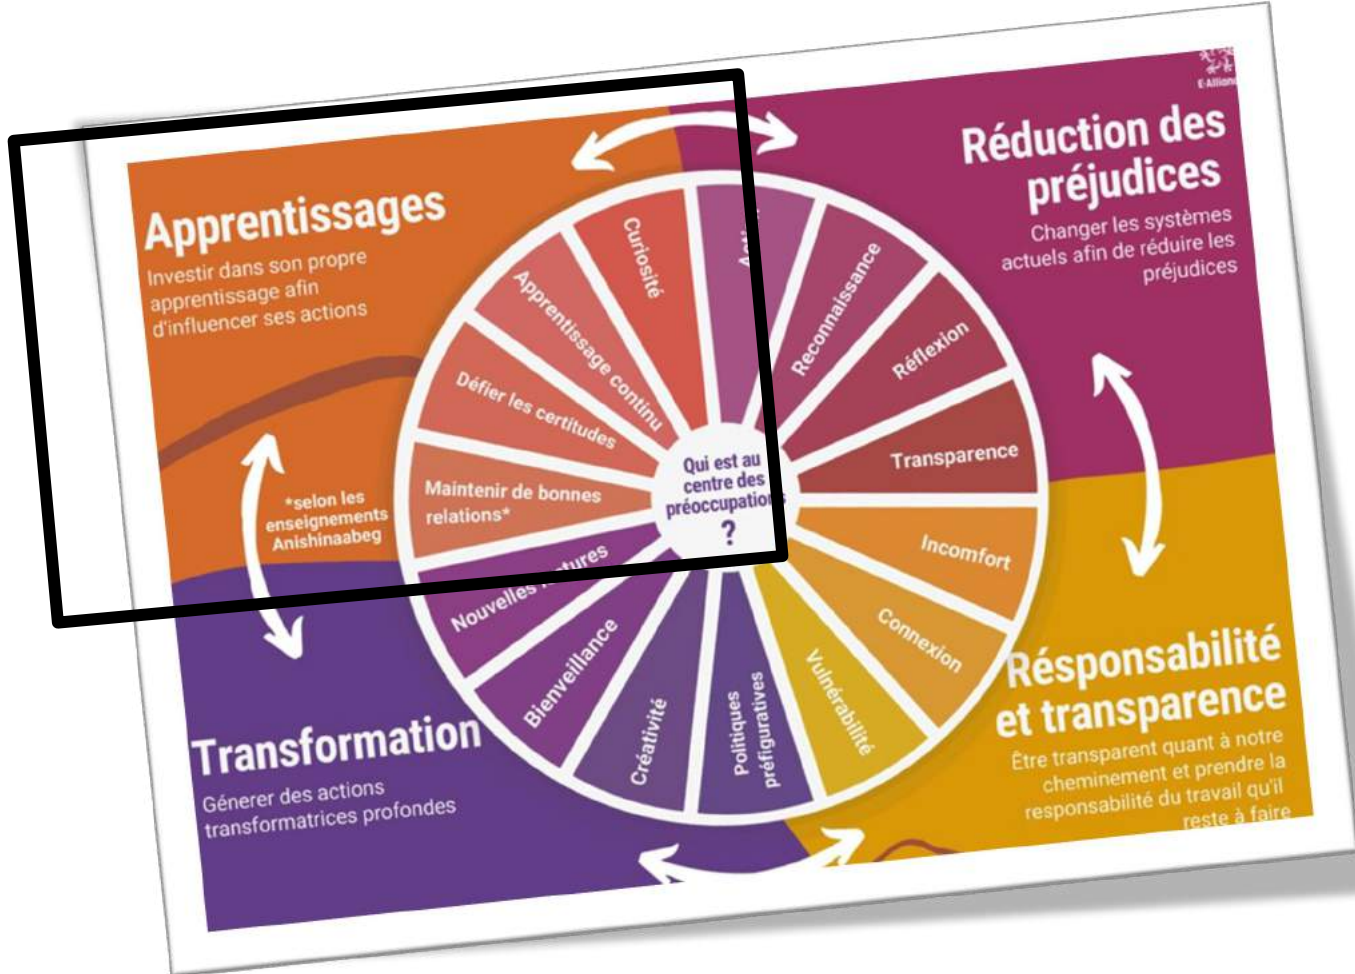 E-Alliance
Apprentissages
Investir dans son propre
apprentissage afin
d'influencer ses actions
Réduction des
préjudices
Changer les systèmes
actuels afin de réduire les
préjudices
Curiosité
Apprentissage continu
Défier les certitudes
Maintenir de bonnes
relations*
Reconnaissance
Réflexion
Transparence
Qui est au
centre des
préoccupations
?
*selon les
enseignements
Anishinaabeg
Incomfort
Connexion
Vulnérabilité
Politiques
préfiguratives
Créativité
Bienveillance
Nouvelles
Transformation
Génerer des actions
transformatrices profondes
Résponsabilité
et transparence
Être transparent quant à notre
cheminement et prendre la
responsabilité du travail qu'il
reste à faire